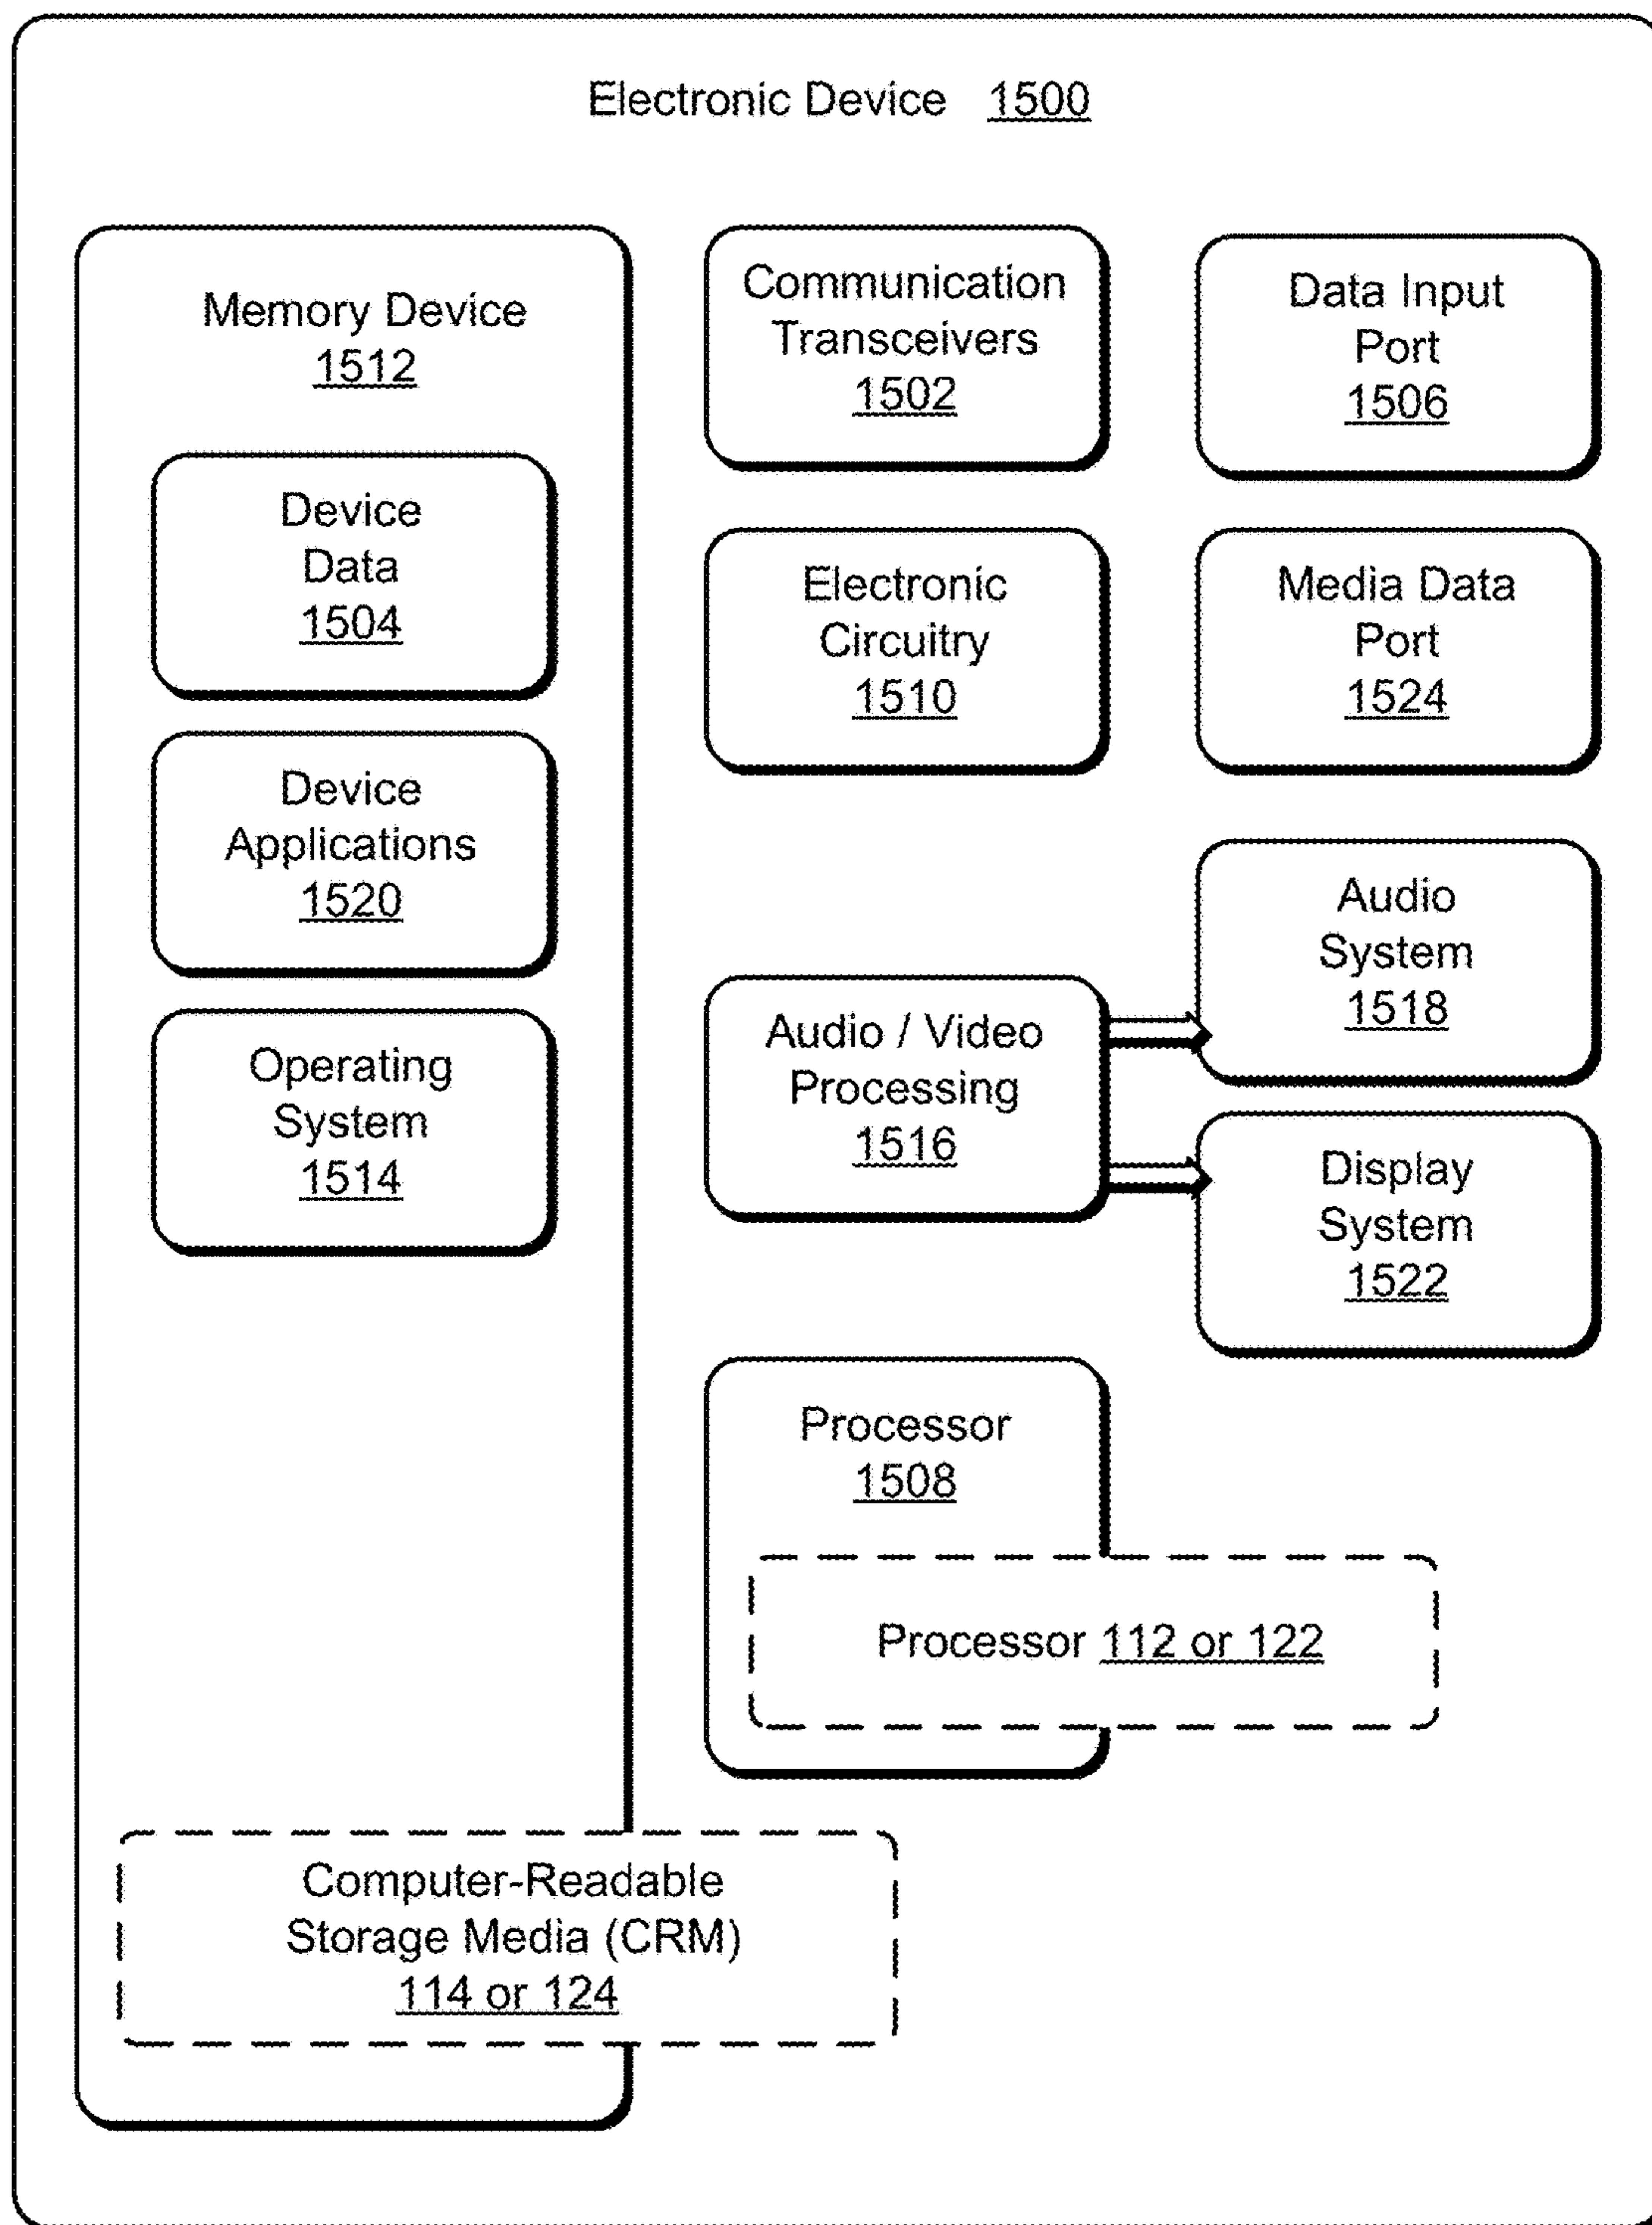 Electronic Device 1500
Memory Device
1512
Device
Data
1504
Device
Applications
1520
Operating
System
1514
Computer-Readable
Storage Media (CRM)
114 or 124
Communication
Transceivers
1502
Data Input
Port
1506
Electronic
Circuitry
1510
Media Data
Port
1524
Audio / Video
Processing
1516
Audio
System
1518
Display
System
1522
Processor
1508
Processor 112 or 122